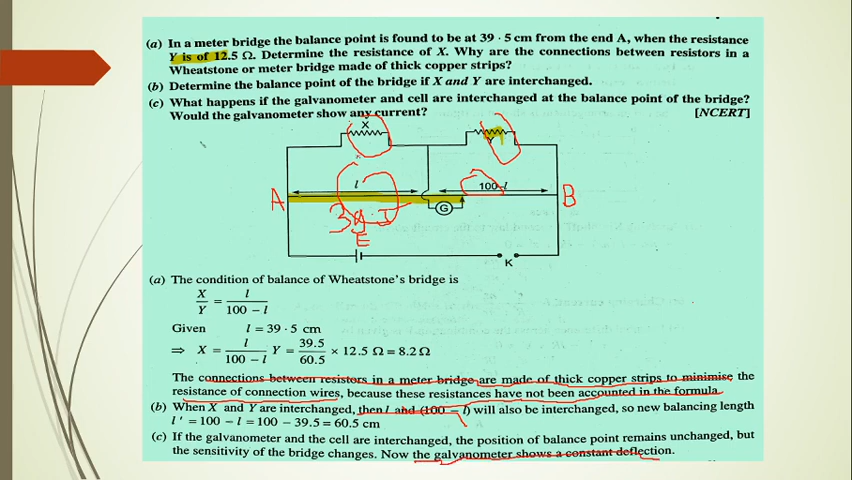 (a) In a meter bridge the balance point is found to be at 39 · 5 cm from the end A, when the resistance
Y is of 12.5 Ω. Determine the resistance of X. Why are the connections between resistors in a
Wheatstone or meter bridge made of thick copper strips?
(b) Determine the balance point of the bridge if X and Y are interchanged.
(c) What happens if the galvanometer and cell are interchanged at the balance point of the bridge?
Would the galvanometer show any current? [NCERT]
X
Y
l
100-l
A
B
G
39.5
E
K
(a) The condition of balance of Wheatstone's bridge is
X/Y = l/(100 – l)
Given l = 39 · 5 cm
⇒ X = l/(100 – l) Y = 39.5/60.5 × 12.5 Ω = 8.2 Ω
The connections between resistors in a meter bridge are made of thick copper strips to minimise the
resistance of connection wires, because these resistances have not been accounted in the formula.
(b) When X and Y are interchanged, then l and (100 – l) will also be interchanged, so new balancing length
l' = 100 – l = 100 – 39.5 = 60.5 cm
(c) If the galvanometer and the cell are interchanged, the position of balance point remains unchanged, but
the sensitivity of the bridge changes. Now the galvanometer shows a constant deflection.